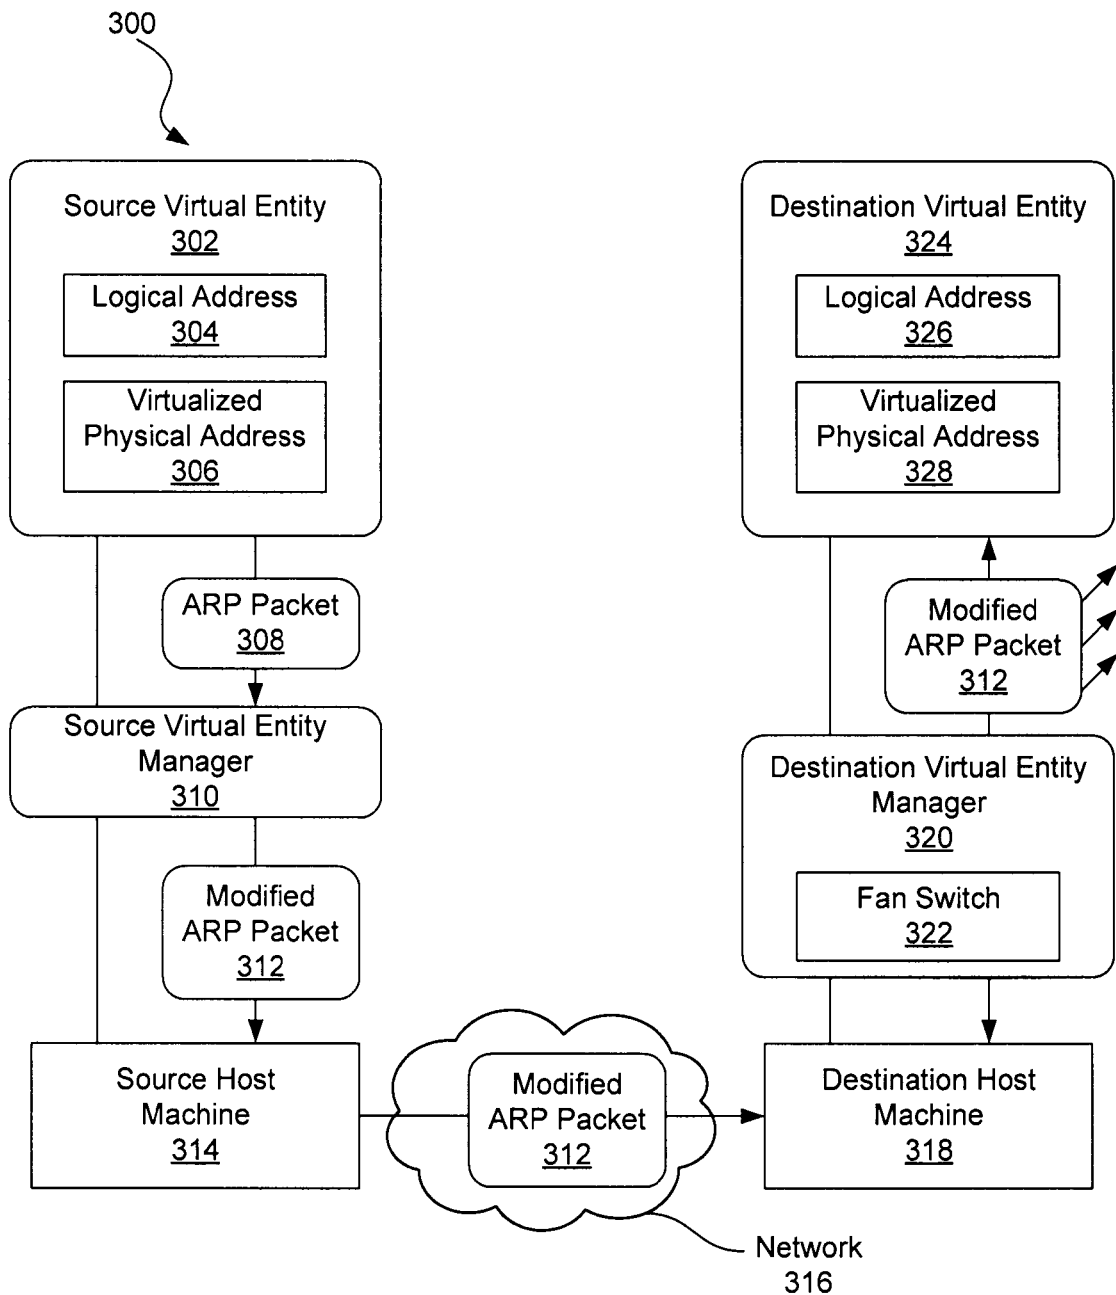 300
Source Virtual Entity
302
Logical Address
304
Virtualized
Physical Address
306
ARP Packet
308
Source Virtual Entity
Manager
310
Modified
ARP Packet
312
Source Host
Machine
314
Modified
ARP Packet
312
Network
316
Destination Virtual Entity
324
Logical Address
326
Virtualized
Physical Address
328
Modified
ARP Packet
312
Destination Virtual Entity
Manager
320
Fan Switch
322
Destination Host
Machine
318